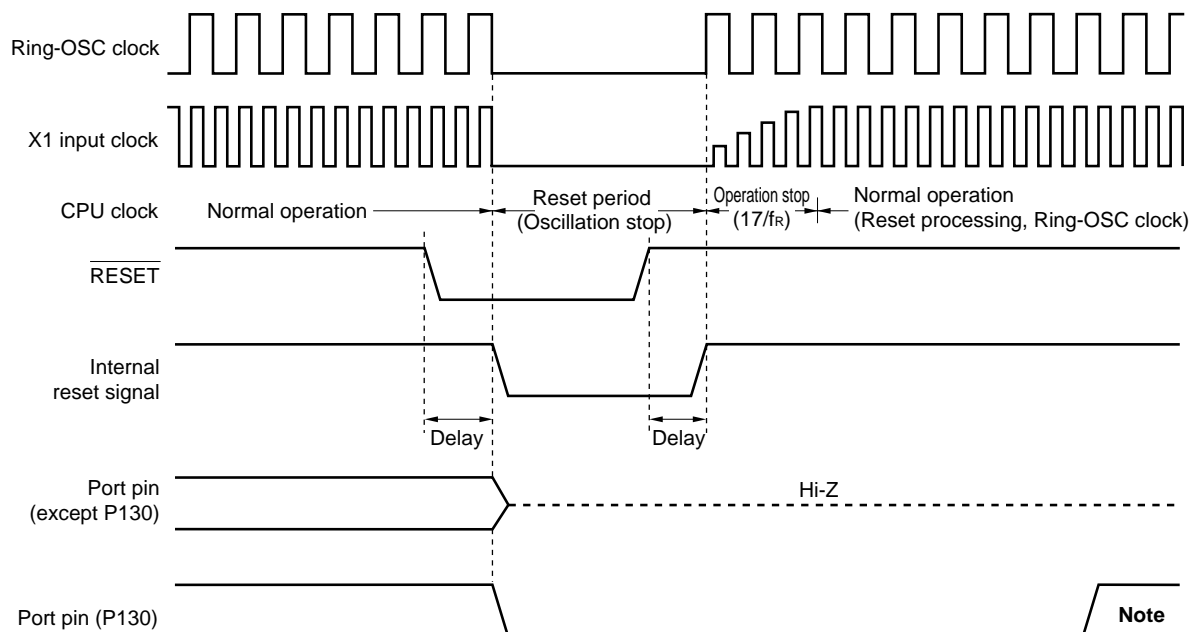 Ring-OSC clock
X1 input clock
CPU clock
Normal operation
Reset period
(Oscillation stop)
Operation stop
(17/fR)
Normal operation
(Reset processing, Ring-OSC clock)
RESET
Internal
reset signal
Delay
Delay
Port pin
(except P130)
Hi-Z
Port pin (P130)
Note